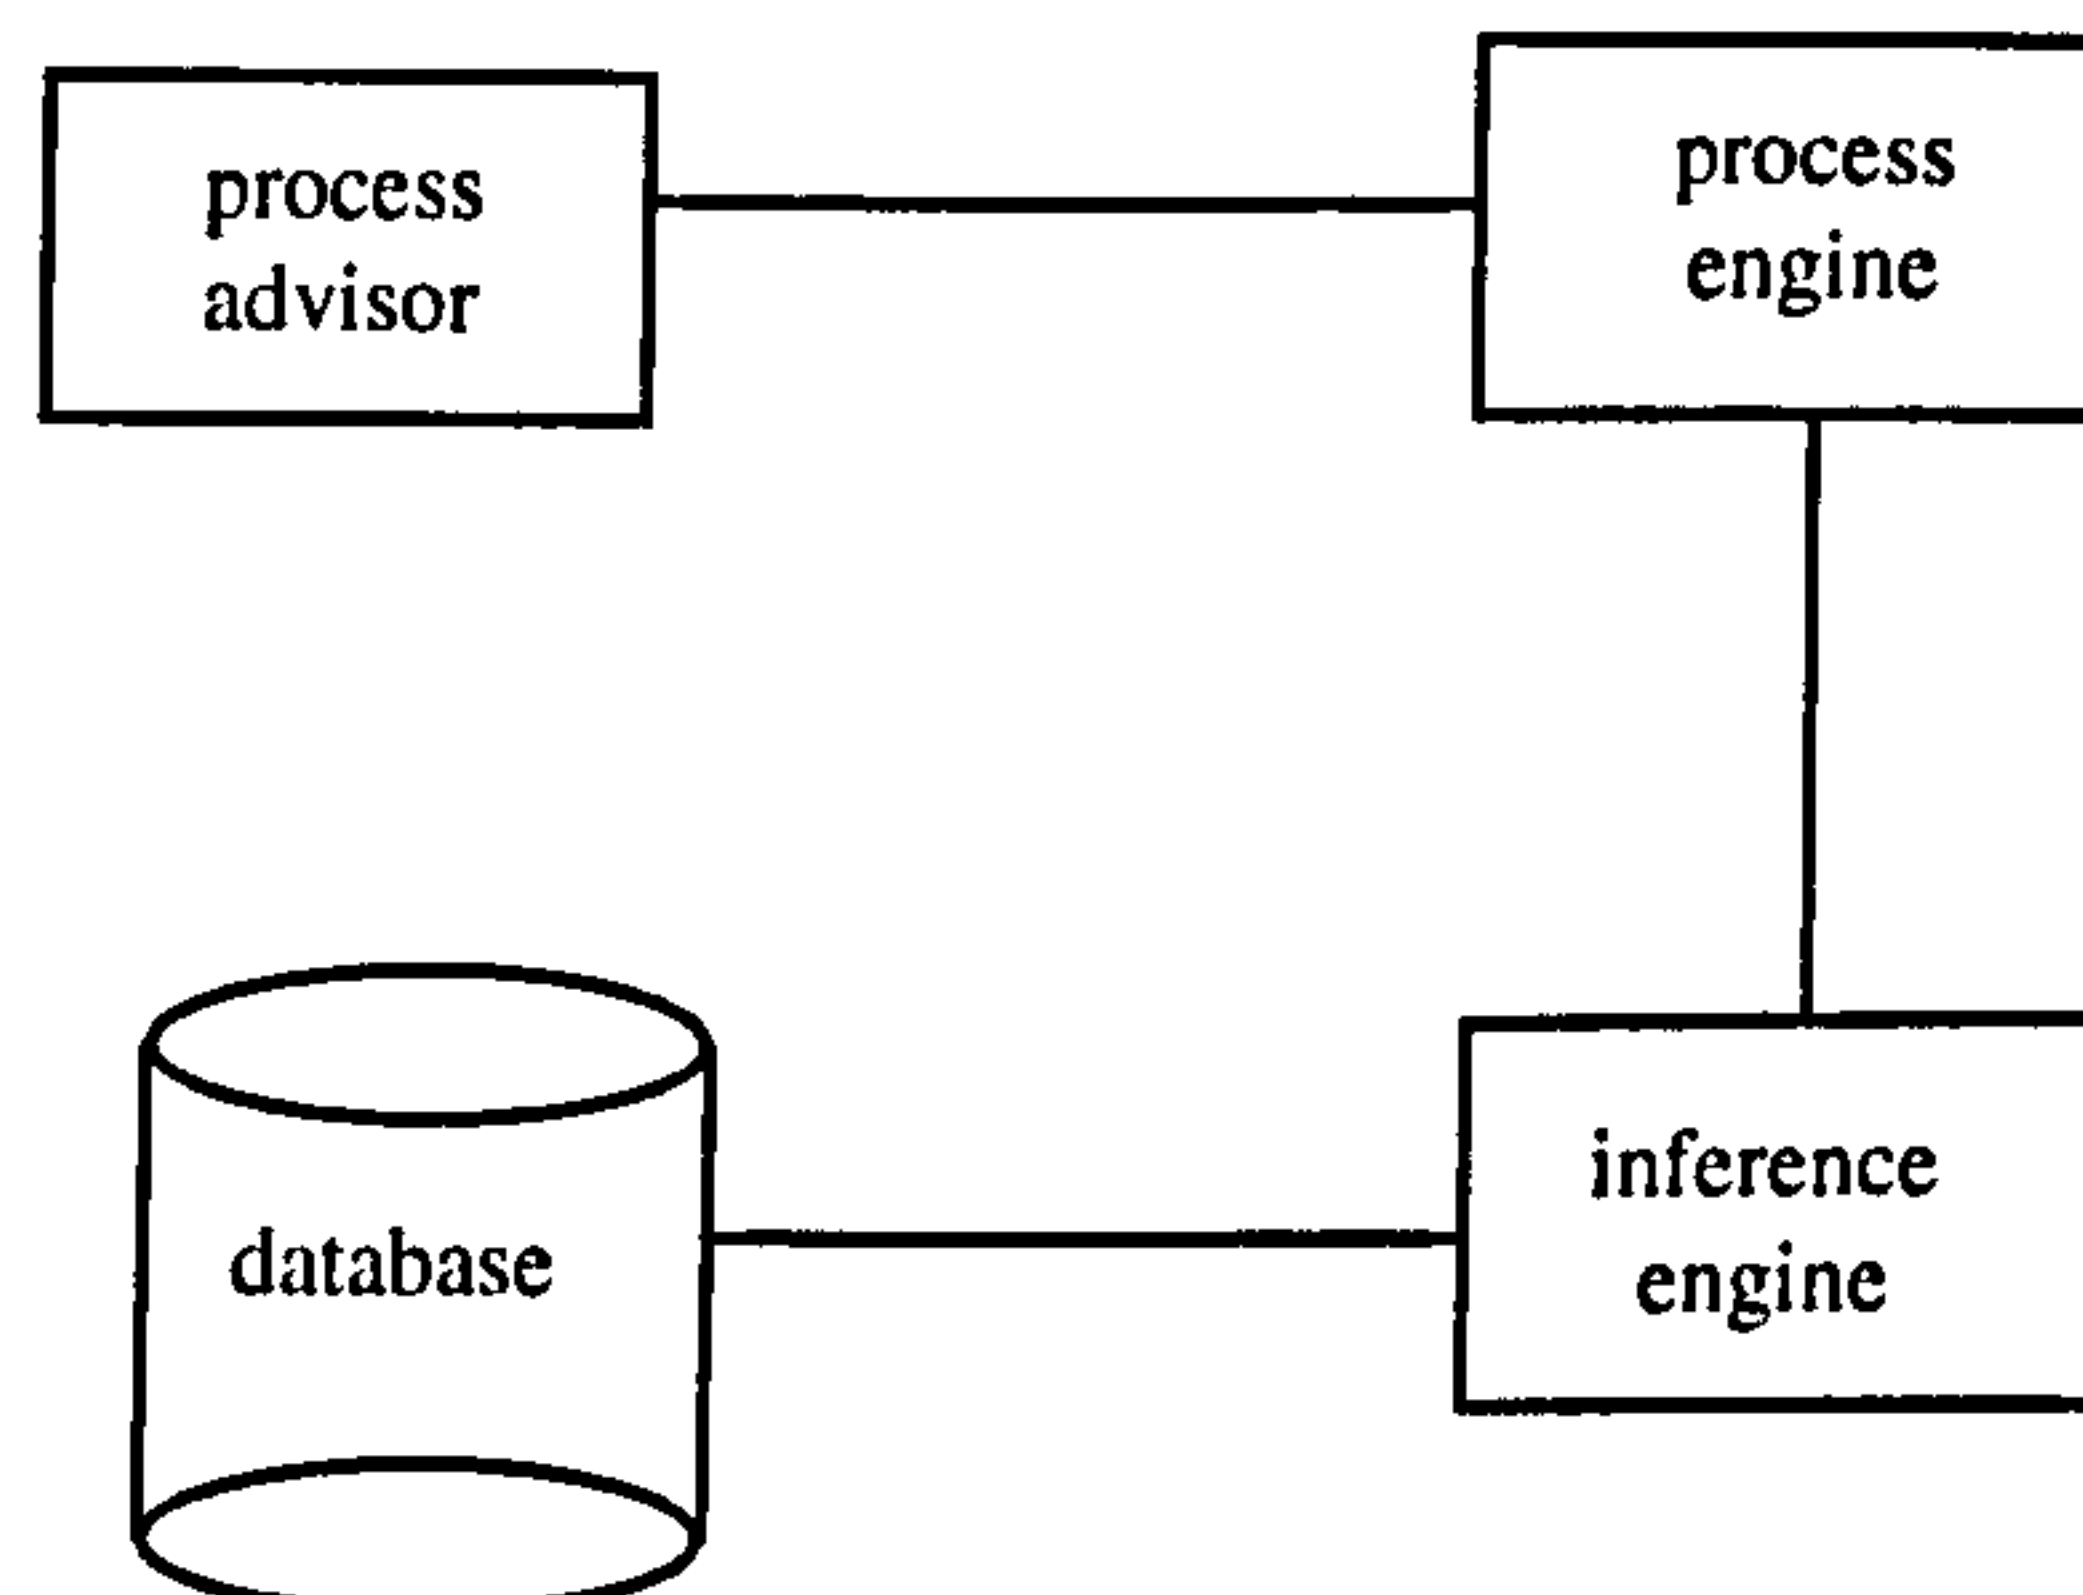 process
advisor
process
engine
database
inference
engine